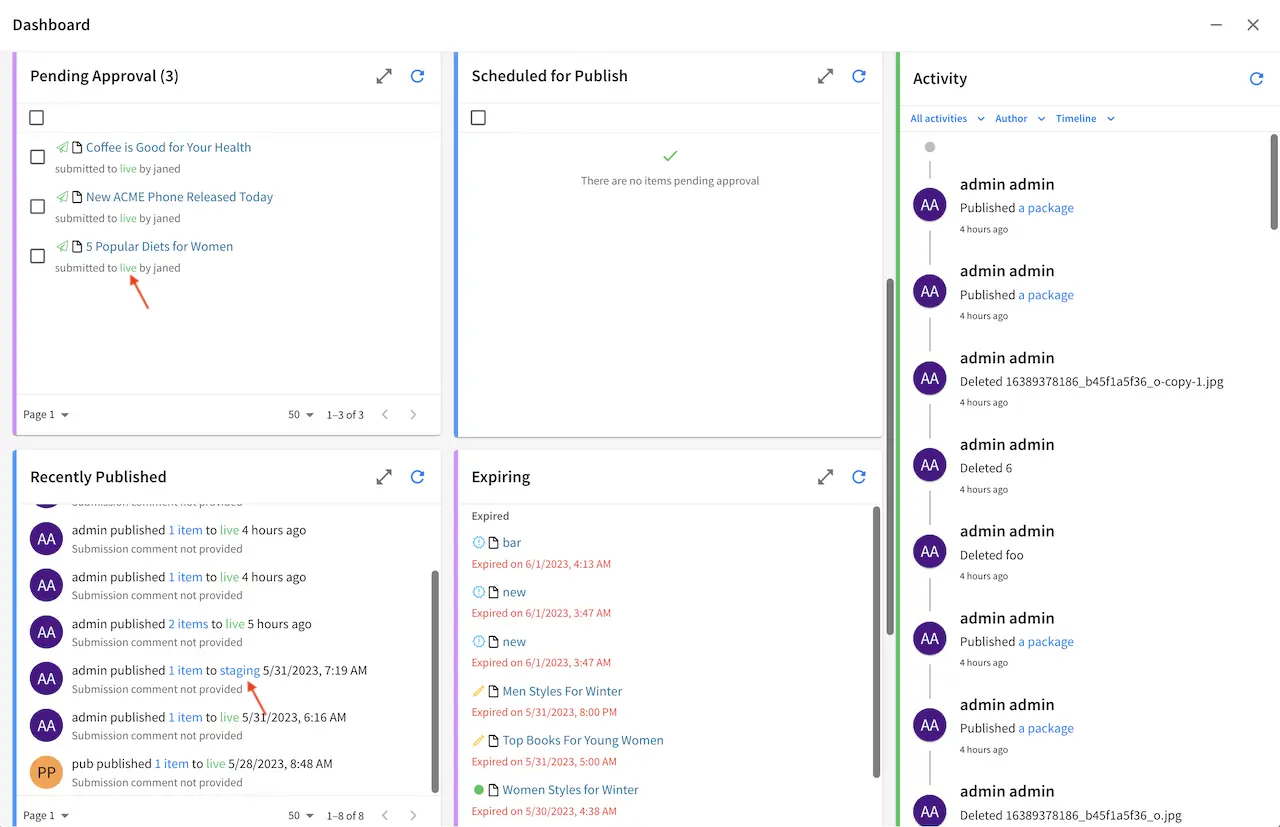 Dashboard
Pending Approval (3)
Coffee is Good for Your Health
submitted to live by janed
New ACME Phone Released Today
submitted to live by janed
5 Popular Diets for Women
submitted to live by janed
Page 1
50
1–3 of 3
Scheduled for Publish
There are no items pending approval
Recently Published
Submission comment not provided
AA
admin published 1 item to live 4 hours ago
Submission comment not provided
AA
admin published 1 item to live 4 hours ago
Submission comment not provided
AA
admin published 2 items to live 5 hours ago
Submission comment not provided
AA
admin published 1 item to staging 5/31/2023, 7:19 AM
Submission comment not provided
AA
admin published 1 item to live 5/31/2023, 6:16 AM
Submission comment not provided
PP
pub published 1 item to live 5/28/2023, 8:48 AM
Submission comment not provided
Page 1
50
1–8 of 8
Expiring
Expired
bar
Expired on 6/1/2023, 4:13 AM
new
Expired on 6/1/2023, 3:47 AM
new
Expired on 6/1/2023, 3:47 AM
Men Styles For Winter
Expired on 5/31/2023, 8:00 PM
Top Books For Young Women
Expired on 5/31/2023, 5:00 AM
Women Styles for Winter
Expired on 5/30/2023, 4:38 AM
Activity
All activities
Author
Timeline
AA
admin admin
Published a package
4 hours ago
AA
admin admin
Published a package
4 hours ago
AA
admin admin
Deleted 16389378186_b45f1a5f36_o-copy-1.jpg
4 hours ago
AA
admin admin
Deleted 6
4 hours ago
AA
admin admin
Deleted foo
4 hours ago
AA
admin admin
Published a package
4 hours ago
AA
admin admin
Published a package
4 hours ago
AA
admin admin
Deleted 16389378186_b45f1a5f36_o.jpg